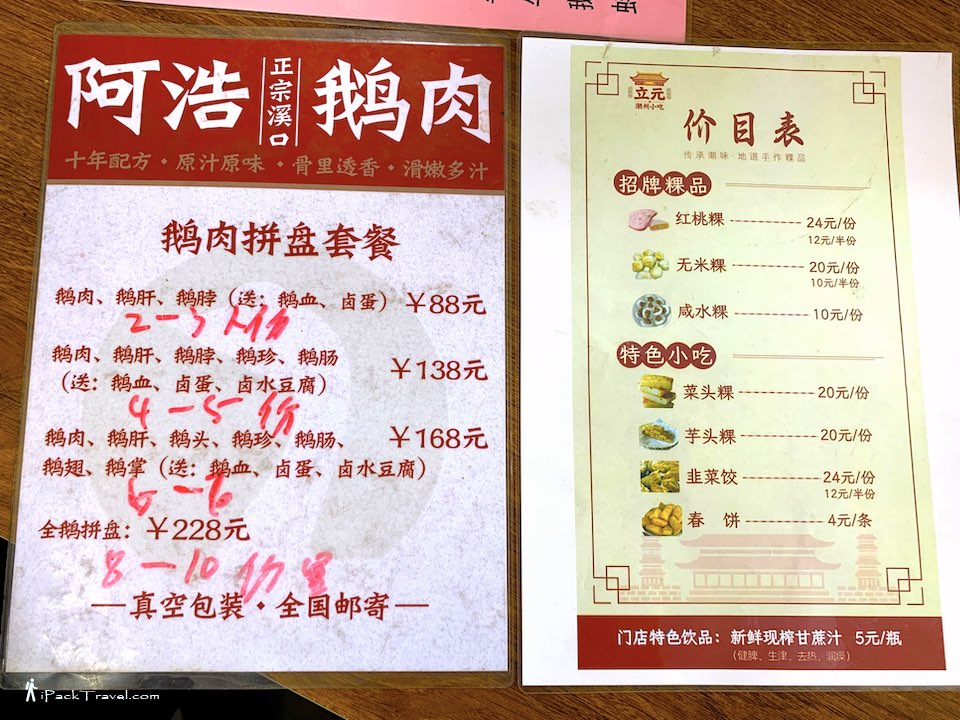 阿浩 正宗溪口 鹅肉
十年配方·原汁原味·骨里透香·滑嫩多汁
鹅肉拼盘套餐
鹅肉、鹅肝、鹅脖（送：鹅血、卤蛋）￥88元
2－3人份
鹅肉、鹅肝、鹅脖、鹅珍、鹅肠
（送：鹅血、卤蛋、卤水豆腐）￥138元
4－5份
鹅肉、鹅肝、鹅头、鹅珍、鹅肠、￥168元
鹅翅、鹅掌（送：鹅血、卤蛋、卤水豆腐）
5－6
全鹅拼盘：￥228元
8－10份量
—真空包装·全国邮寄—
立元
潮州小吃
价目表
传承潮味·地道手作粿品
招牌粿品
红桃粿 24元/份
12元/半份
无米粿 20元/份
10元/半份
咸水粿 10元/份
特色小吃
菜头粿 20元/份
芋头粿 20元/份
韭菜饺 24元/份
12元/半份
春饼 4元/条
门店特色饮品：新鲜现榨甘蔗汁 5元/瓶
（健脾、生津、去热、润燥）
iPackTravel.com